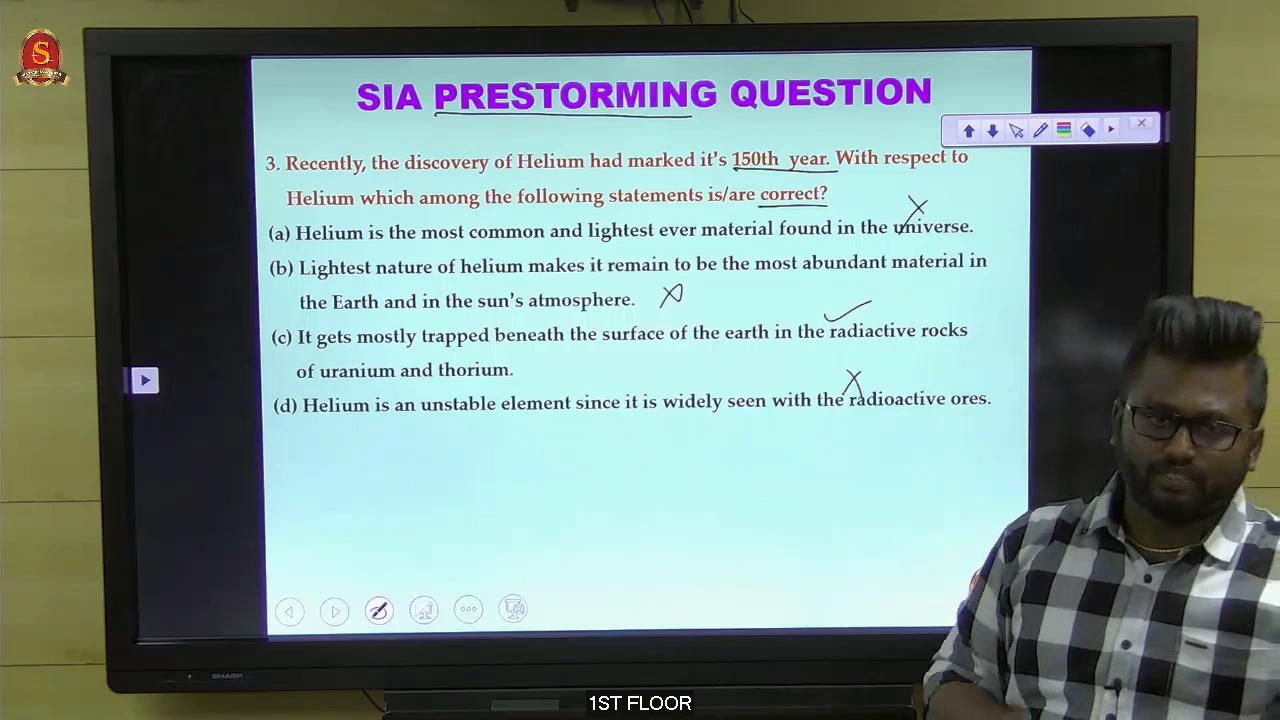 S
SIA PRESTORMING QUESTION
3. Recently, the discovery of Helium had marked it's 150th year. With respect to
Helium which among the following statements is/are correct?
(a) Helium is the most common and lightest ever material found in the universe.
(b) Lightest nature of helium makes it remain to be the most abundant material in
the Earth and in the sun's atmosphere.
(c) It gets mostly trapped beneath the surface of the earth in the radiactive rocks
of uranium and thorium.
(d) Helium is an unstable element since it is widely seen with the radioactive ores.
SHARP
1ST FLOOR